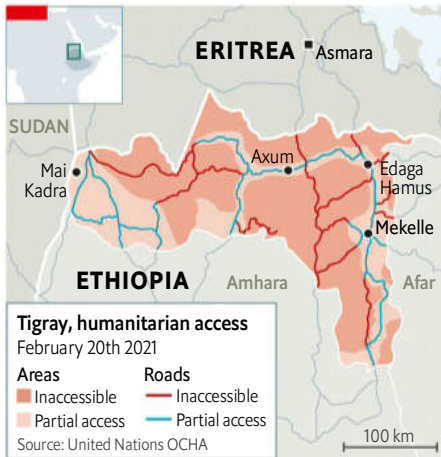 ERITREA
Asmara
SUDAN
Mai
Kadra
Axum
Edaga
Hamus
Mekelle
ETHIOPIA
Amhara
Afar
Tigray, humanitarian access
February 20th 2021
Areas Roads
Inaccessible Inaccessible
Partial access Partial access
Source: United Nations OCHA
100 km